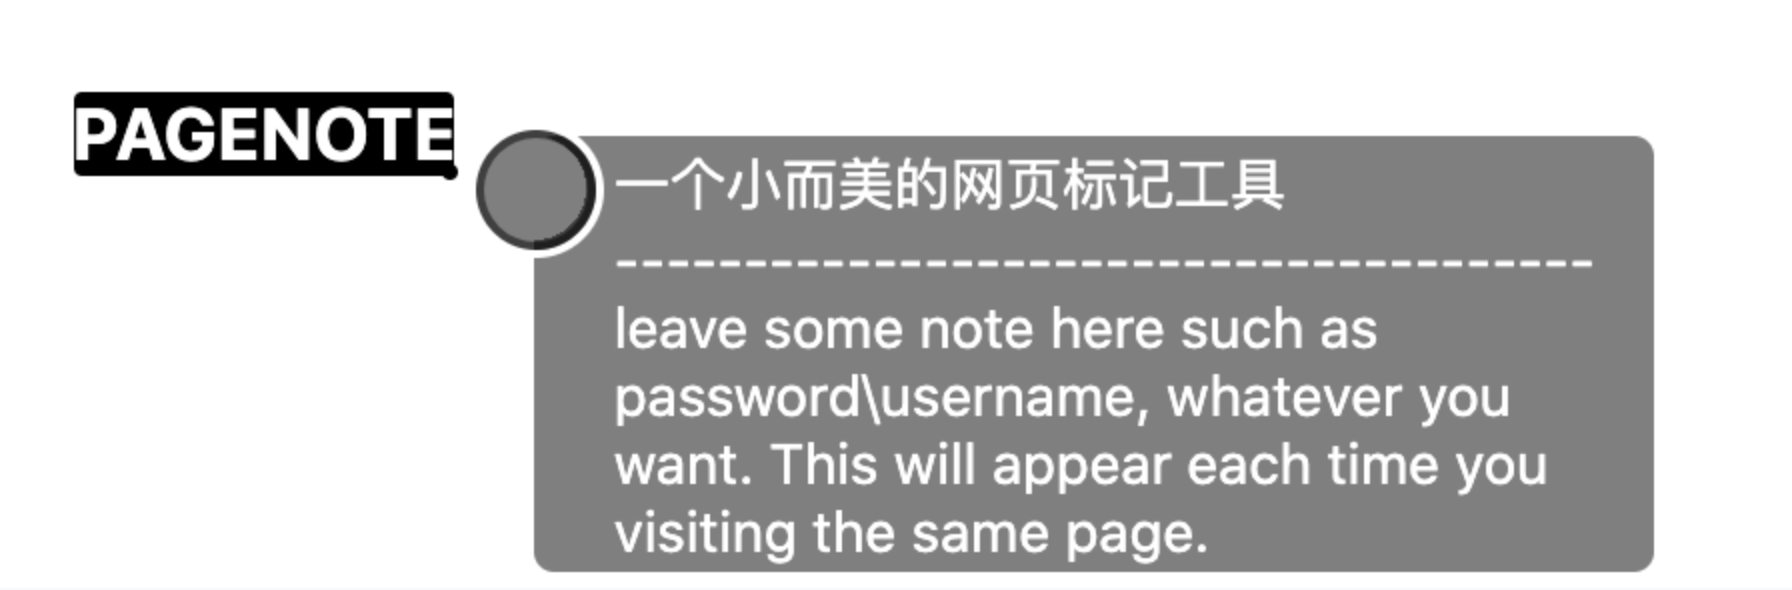 PAGENOTE
一个小而美的网页标记工具
--------------------------------------
leave some note here such as
password\username, whatever you
want. This will appear each time you
visiting the same page.